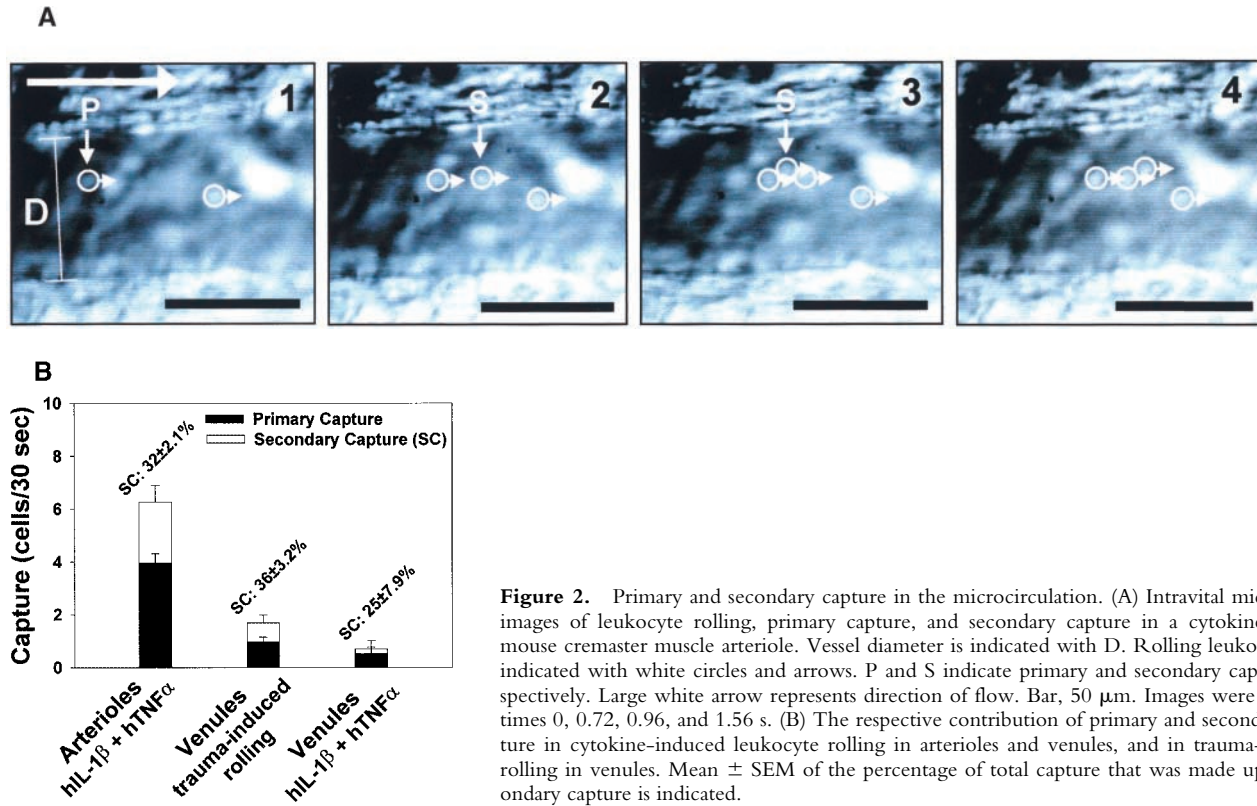 A
1
P
D
2
S
3
S
4
B
Capture (cells/30 sec)
10
8
6
4
2
0
Primary Capture
Secondary Capture (SC)
SC: 32±2.1%
SC: 36±3.2%
SC: 25±7.9%
Arterioles
hIL-1β + hTNFα
Venules
trauma-induced
rolling
Venules
hIL-1β + hTNFα
Figure 2. Primary and secondary capture in the microcirculation. (A) Intravital mic
images of leukocyte rolling, primary capture, and secondary capture in a cytokine
mouse cremaster muscle arteriole. Vessel diameter is indicated with D. Rolling leuko
indicated with white circles and arrows. P and S indicate primary and secondary cap
spectively. Large white arrow represents direction of flow. Bar, 50 μm. Images were
times 0, 0.72, 0.96, and 1.56 s. (B) The respective contribution of primary and second
ture in cytokine-induced leukocyte rolling in arterioles and venules, and in trauma-
rolling in venules. Mean ± SEM of the percentage of total capture that was made up
ondary capture is indicated.